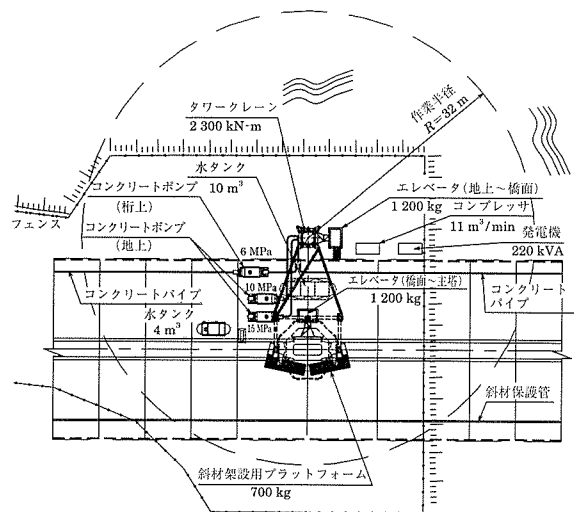 タワークレーン
2 300 kN·m
作業半径
R=32 m
水タンク
10 m³
コンクリートポンプ
(桁上)
コンクリートポンプ
(地上)
フェンス
エレベータ(地上〜橋面)
1 200 kg
コンプレッサ
11 m³/min
発電機
220 kVA
6 MPa
10 MPa
15 MPa
エレベータ(橋面〜主塔)
1 200 kg
コンクリートパイプ
水タンク
4 m³
コンクリート
パイプ
斜材保護管
斜材架設用プラットフォーム
700 kg